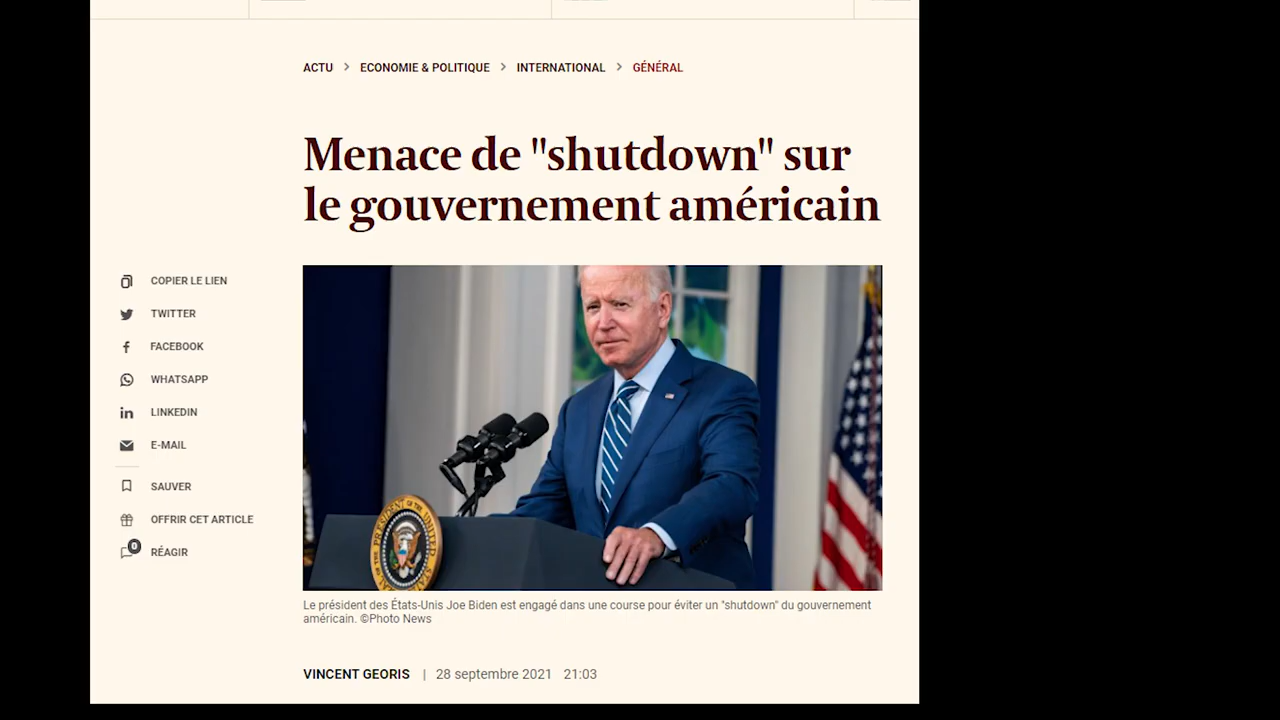 ACTU > ECONOMIE & POLITIQUE > INTERNATIONAL > GÉNÉRAL
Menace de "shutdown" sur
le gouvernement américain
COPIER LE LIEN
TWITTER
FACEBOOK
WHATSAPP
LINKEDIN
E-MAIL
SAUVER
OFFRIR CET ARTICLE
0 RÉAGIR
Le président des États-Unis Joe Biden est engagé dans une course pour éviter un "shutdown" du gouvernement
américain. ©Photo News
VINCENT GEORIS | 28 septembre 2021 21:03